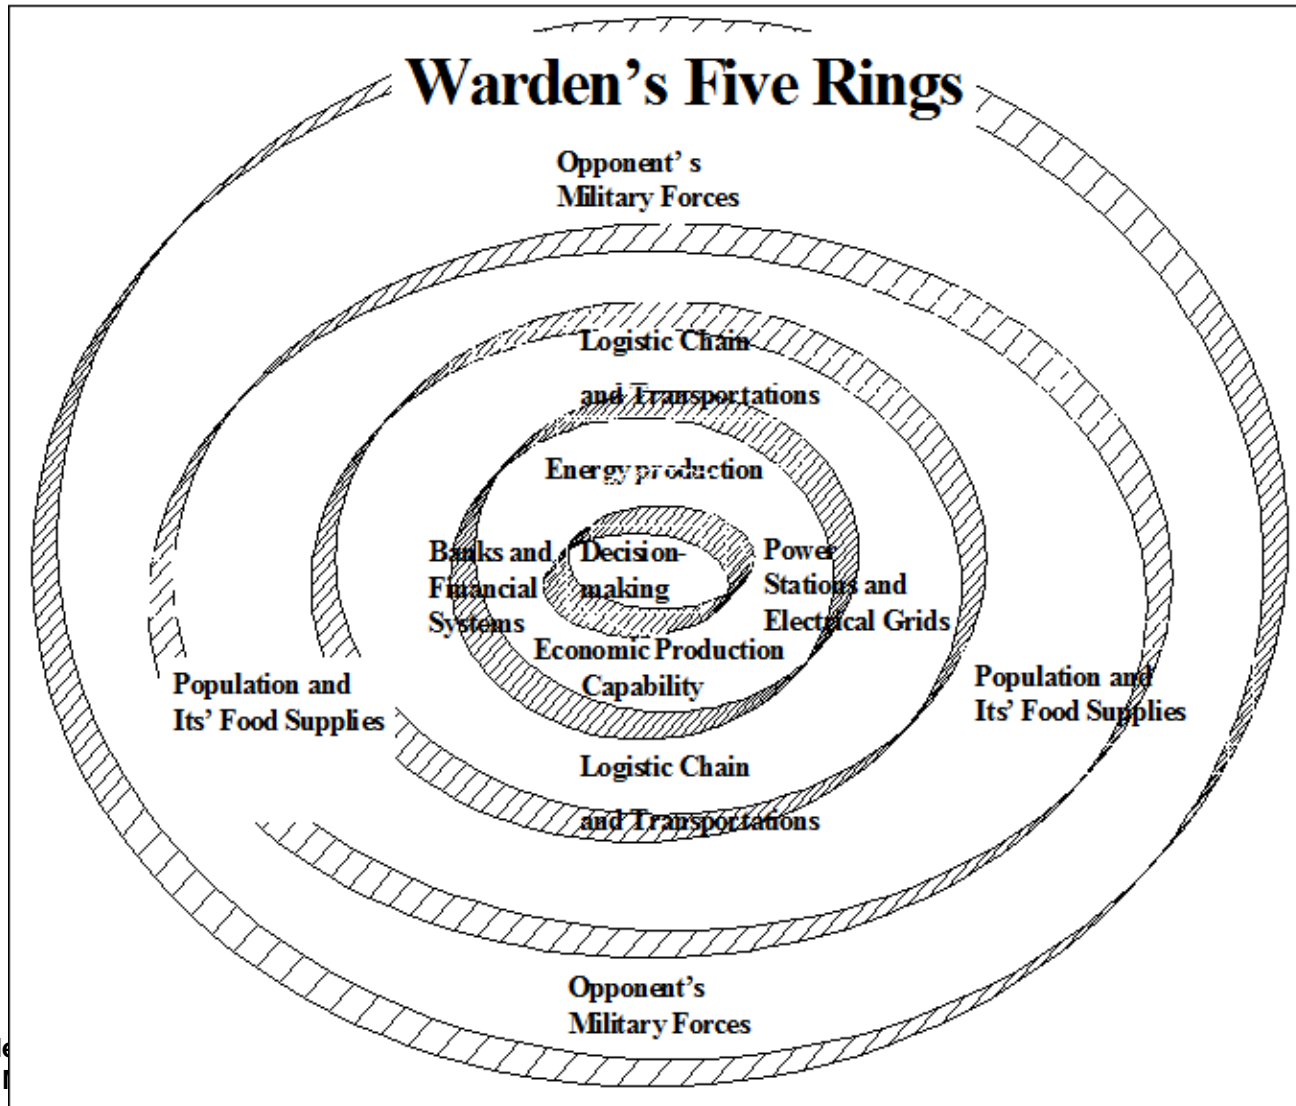 Warden’s Five Rings
Opponent’ s
Military Forces
Logistic Chain
and Transportations
Energy production
Banks and
Financial
Systems
Decision-
making
Power
Stations and
Electrical Grids
Economic Production
Capability
Population and
Its’ Food Supplies
Population and
Its’ Food Supplies
Logistic Chain
and Transportations
Opponent’s
Military Forces